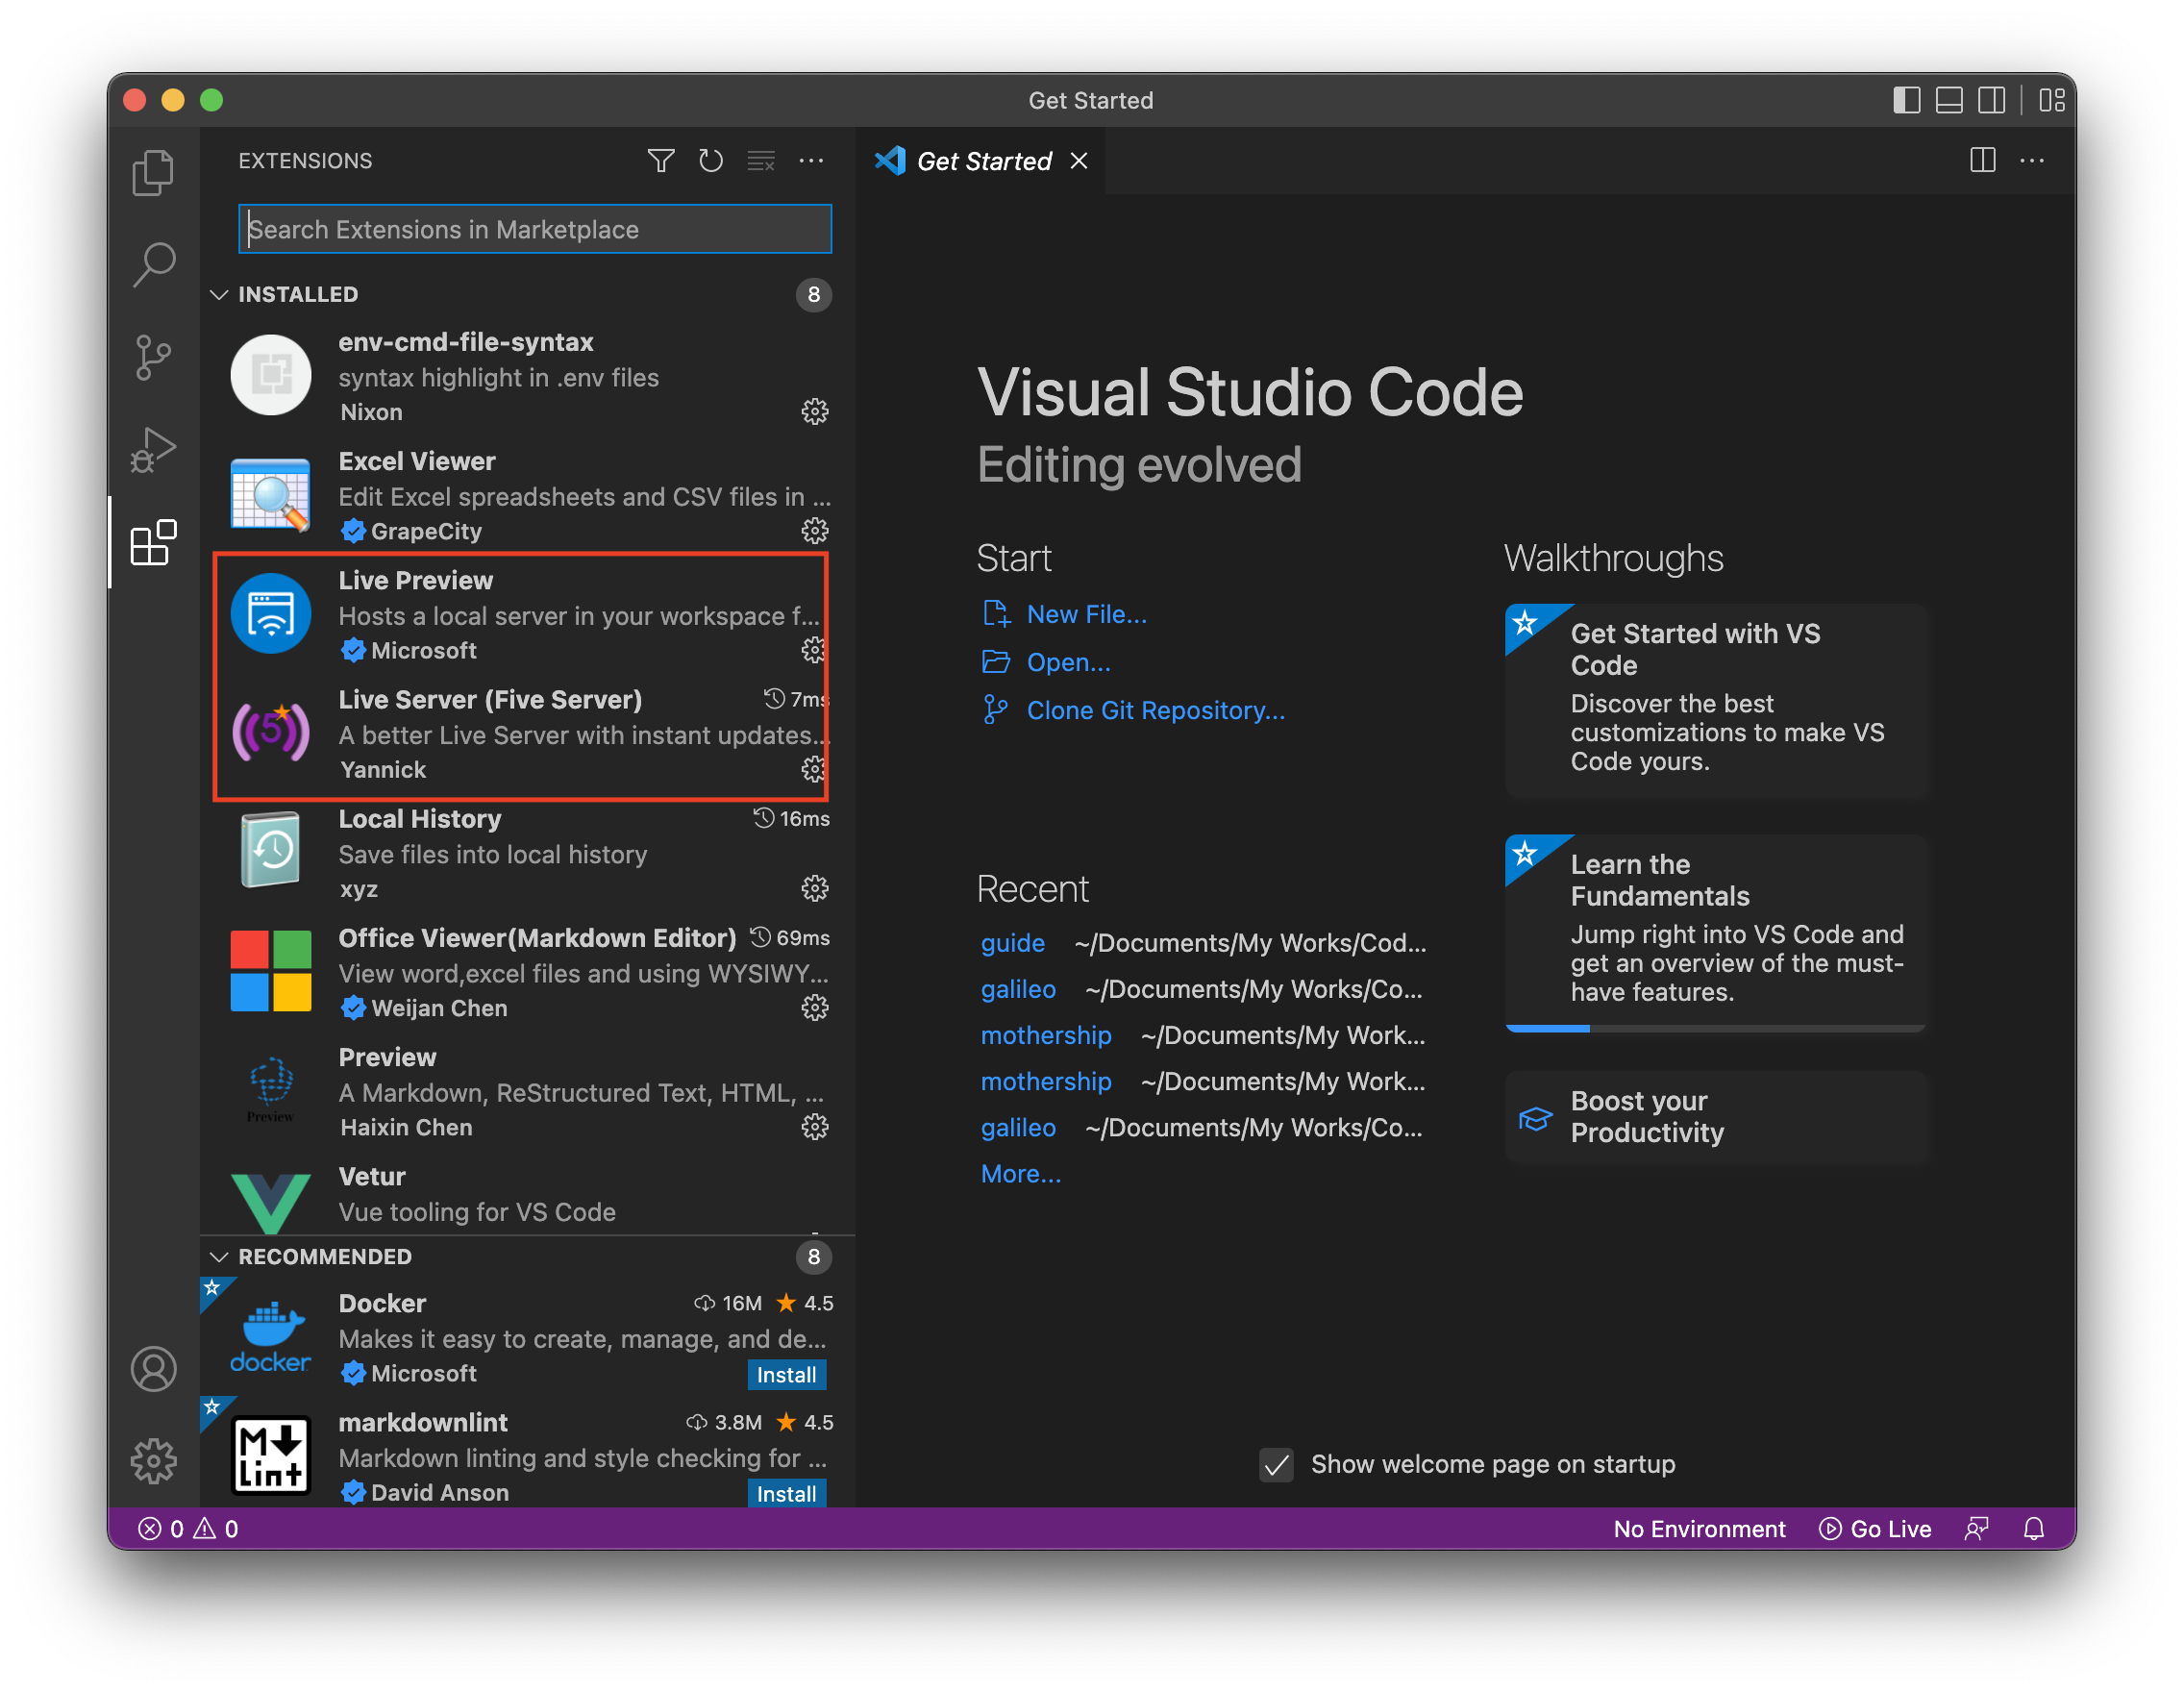 Get Started
EXTENSIONS
Search Extensions in Marketplace
INSTALLED 8
env-cmd-file-syntax
syntax highlight in .env files
Nixon
Excel Viewer
Edit Excel spreadsheets and CSV files in ...
GrapeCity
Live Preview
Hosts a local server in your workspace f...
Microsoft
Live Server (Five Server) 7ms
A better Live Server with instant updates...
Yannick
Local History 16ms
Save files into local history
xyz
Office Viewer(Markdown Editor) 69ms
View word,excel files and using WYSIWY...
Weijan Chen
Preview
Preview
A Markdown, ReStructured Text, HTML, ...
Haixin Chen
Vetur
Vue tooling for VS Code
RECOMMENDED 8
docker
Docker 16M 4.5
Makes it easy to create, manage, and de...
Microsoft Install
M Lint
markdownlint 3.8M 4.5
Markdown linting and style checking for ...
David Anson Install
Get Started
Visual Studio Code
Editing evolved
Start
New File...
Open...
Clone Git Repository...
Recent
guide ~/Documents/My Works/Cod...
galileo ~/Documents/My Works/Co...
mothership ~/Documents/My Work...
mothership ~/Documents/My Work...
galileo ~/Documents/My Works/Co...
More...
Walkthroughs
Get Started with VS
Code
Discover the best
customizations to make VS
Code yours.
Learn the
Fundamentals
Jump right into VS Code and
get an overview of the must-
have features.
Boost your
Productivity
Show welcome page on startup
0 0
No Environment Go Live